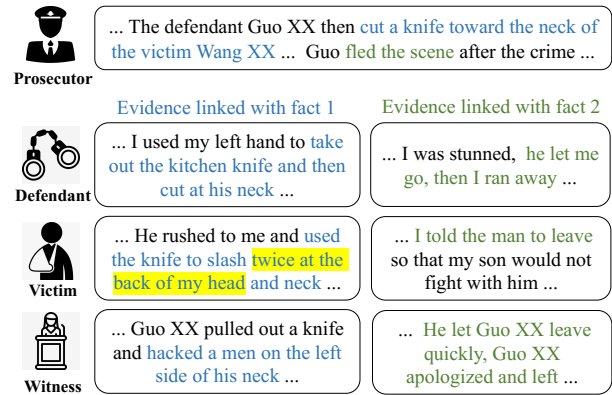 ... The defendant Guo XX then cut a knife toward the neck of
the victim Wang XX ... Guo fled the scene after the crime ...
Prosecutor
Evidence linked with fact 1
Evidence linked with fact 2
... I used my left hand to take
out the kitchen knife and then
cut at his neck ...
... I was stunned, he let me
go, then I ran away ...
Defendant
... He rushed to me and used
the knife to slash twice at the
back of my head and neck ...
... I told the man to leave
so that my son would not
fight with him ...
Victim
... Guo XX pulled out a knife
and hacked a men on the left
side of his neck ...
... He let Guo XX leave
quickly, Guo XX
apologized and left ...
Witness